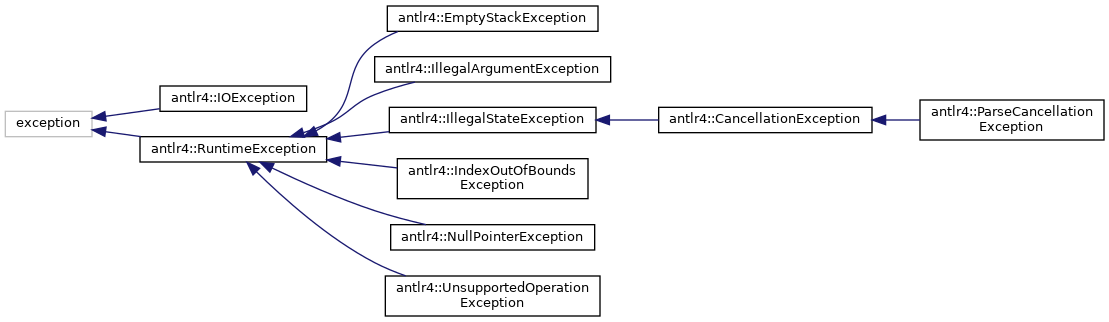 antlr4::EmptyStackException
antlr4::IllegalArgumentException
antlr4::IOException
exception
antlr4::IllegalStateException
antlr4::CancellationException
antlr4::ParseCancellation
Exception
antlr4::RuntimeException
antlr4::IndexOutOfBounds
Exception
antlr4::NullPointerException
antlr4::UnsupportedOperation
Exception